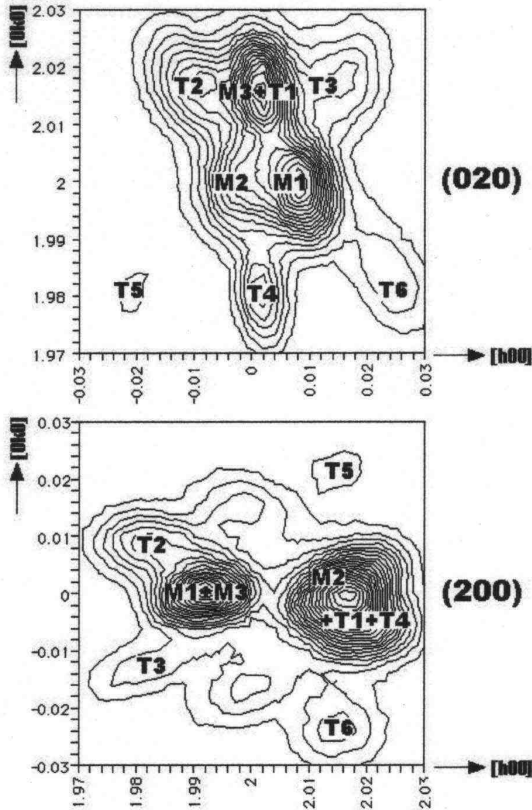 [0k0]
2.03
2.02
2.01
2
1.99
1.98
1.97
T2
M3+T1
T3
M2
M1
T4
T5
T6
(020)
-0.03
-0.02
-0.01
0
0.01
0.02
0.03
[h00]
[0k0]
0.03
0.02
0.01
0
-0.01
-0.02
-0.03
T5
T2
M1+M3
M2
+T1+T4
T3
T6
(200)
1.97
1.98
1.99
2
2.01
2.02
2.03
[h00]